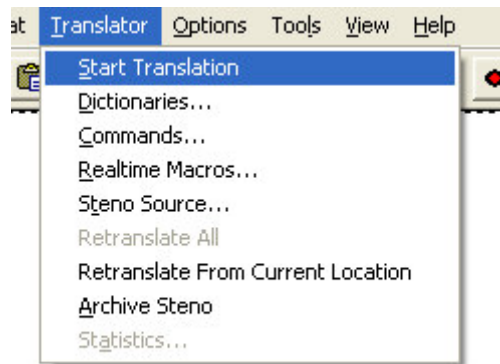 at Translator Options Tools View Help
Start Translation
Dictionaries...
Commands...
Realtime Macros...
Steno Source...
Retranslate All
Retranslate From Current Location
Archive Steno
Statistics...